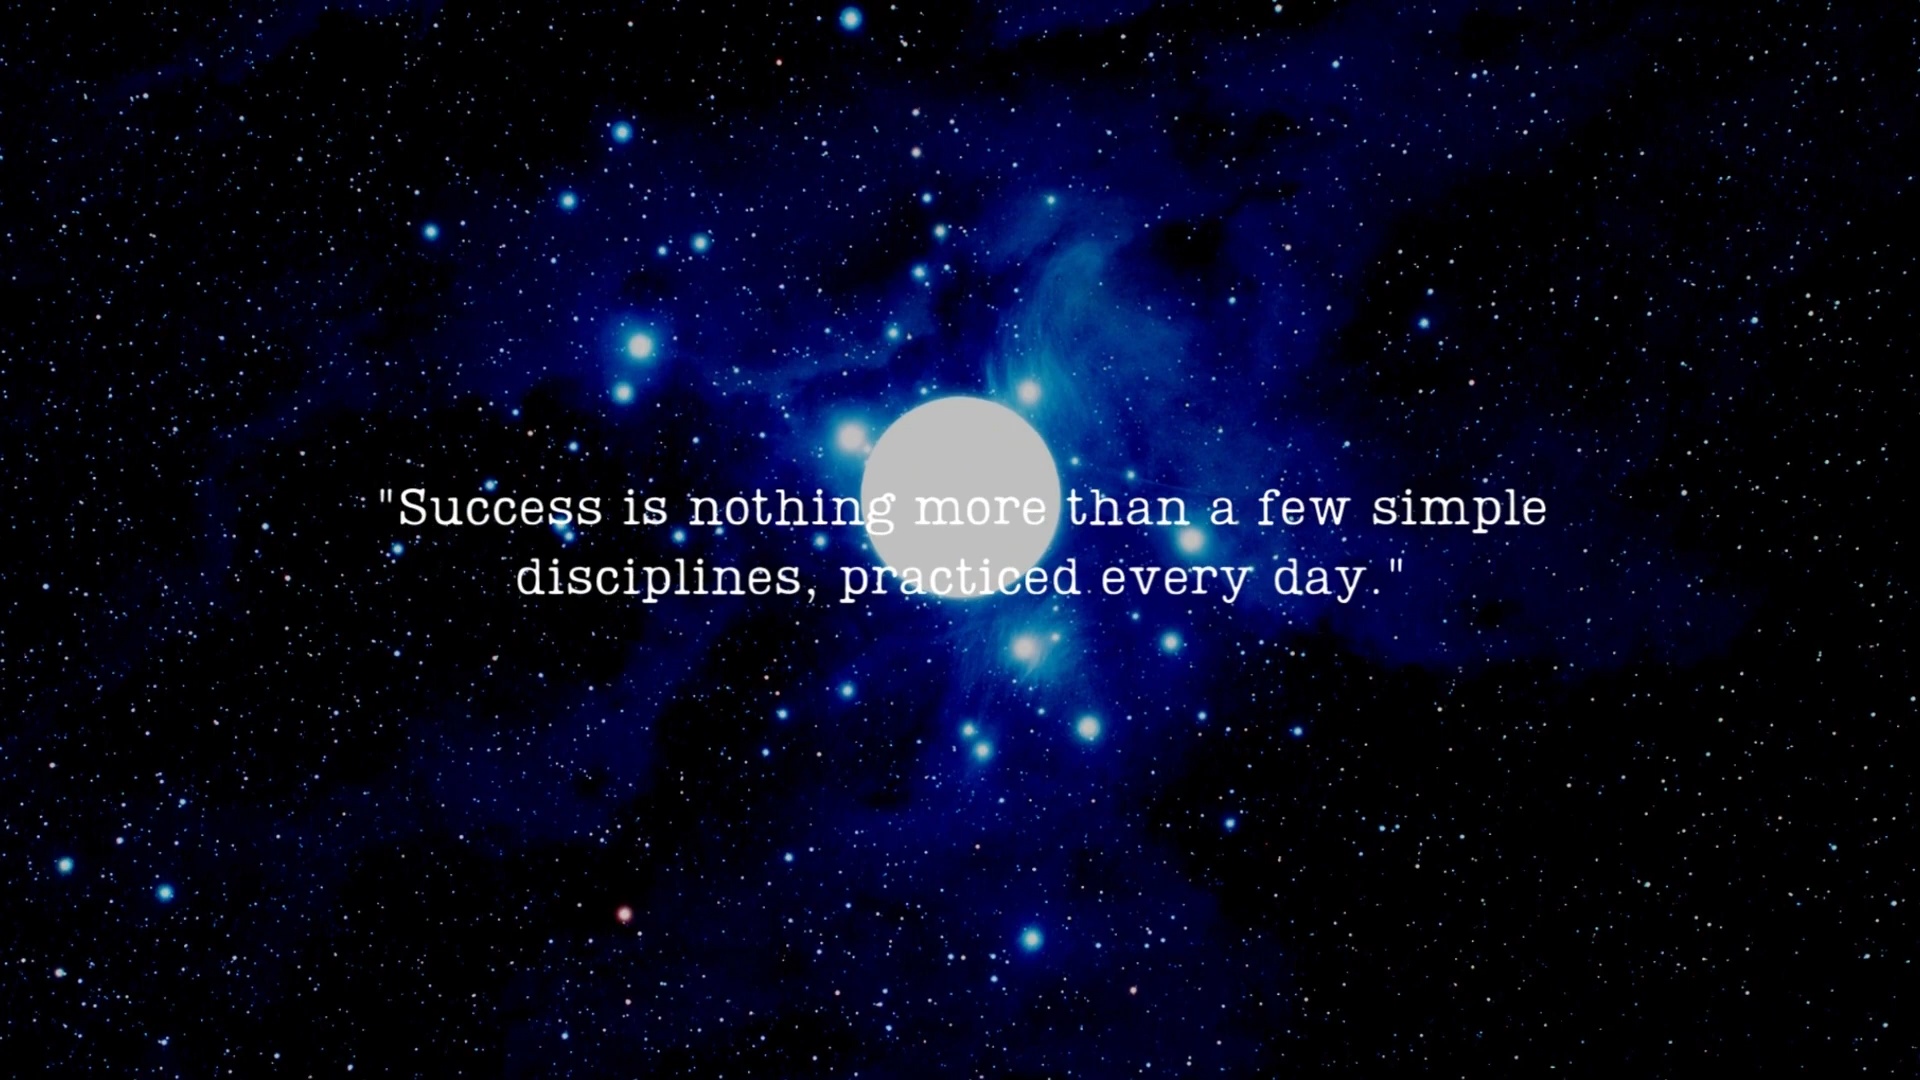 "Success is nothing more than a few simple
disciplines, practiced every day."